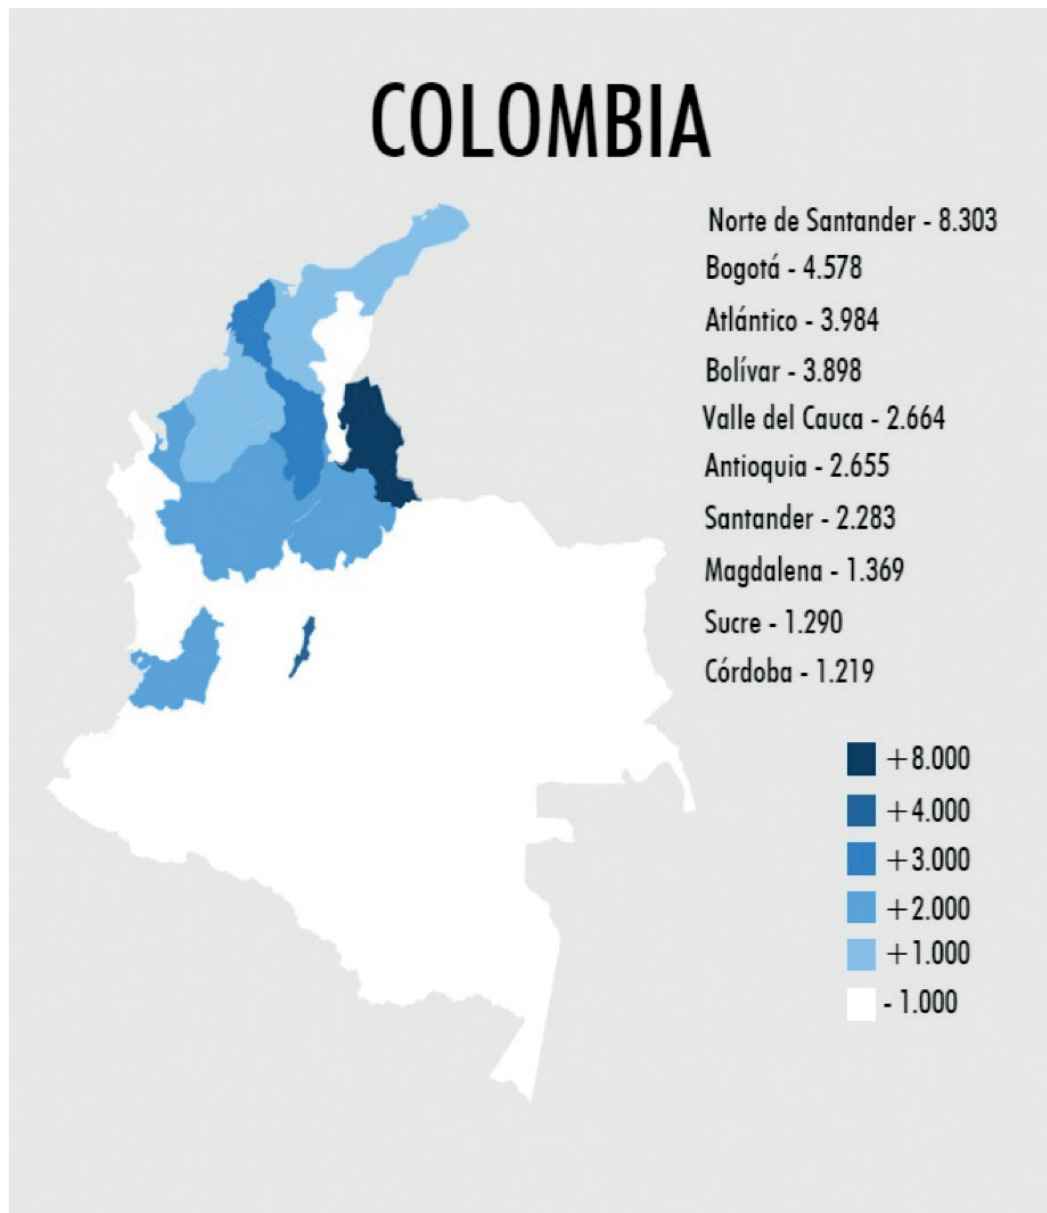 COLOMBIA
Norte de Santander - 8.303
Bogotá - 4.578
Atlántico - 3.984
Bolívar - 3.898
Valle del Cauca - 2.664
Antioquia - 2.655
Santander - 2.283
Magdalena - 1.369
Sucre - 1.290
Córdoba - 1.219
+8.000
+4.000
+3.000
+2.000
+1.000
- 1.000